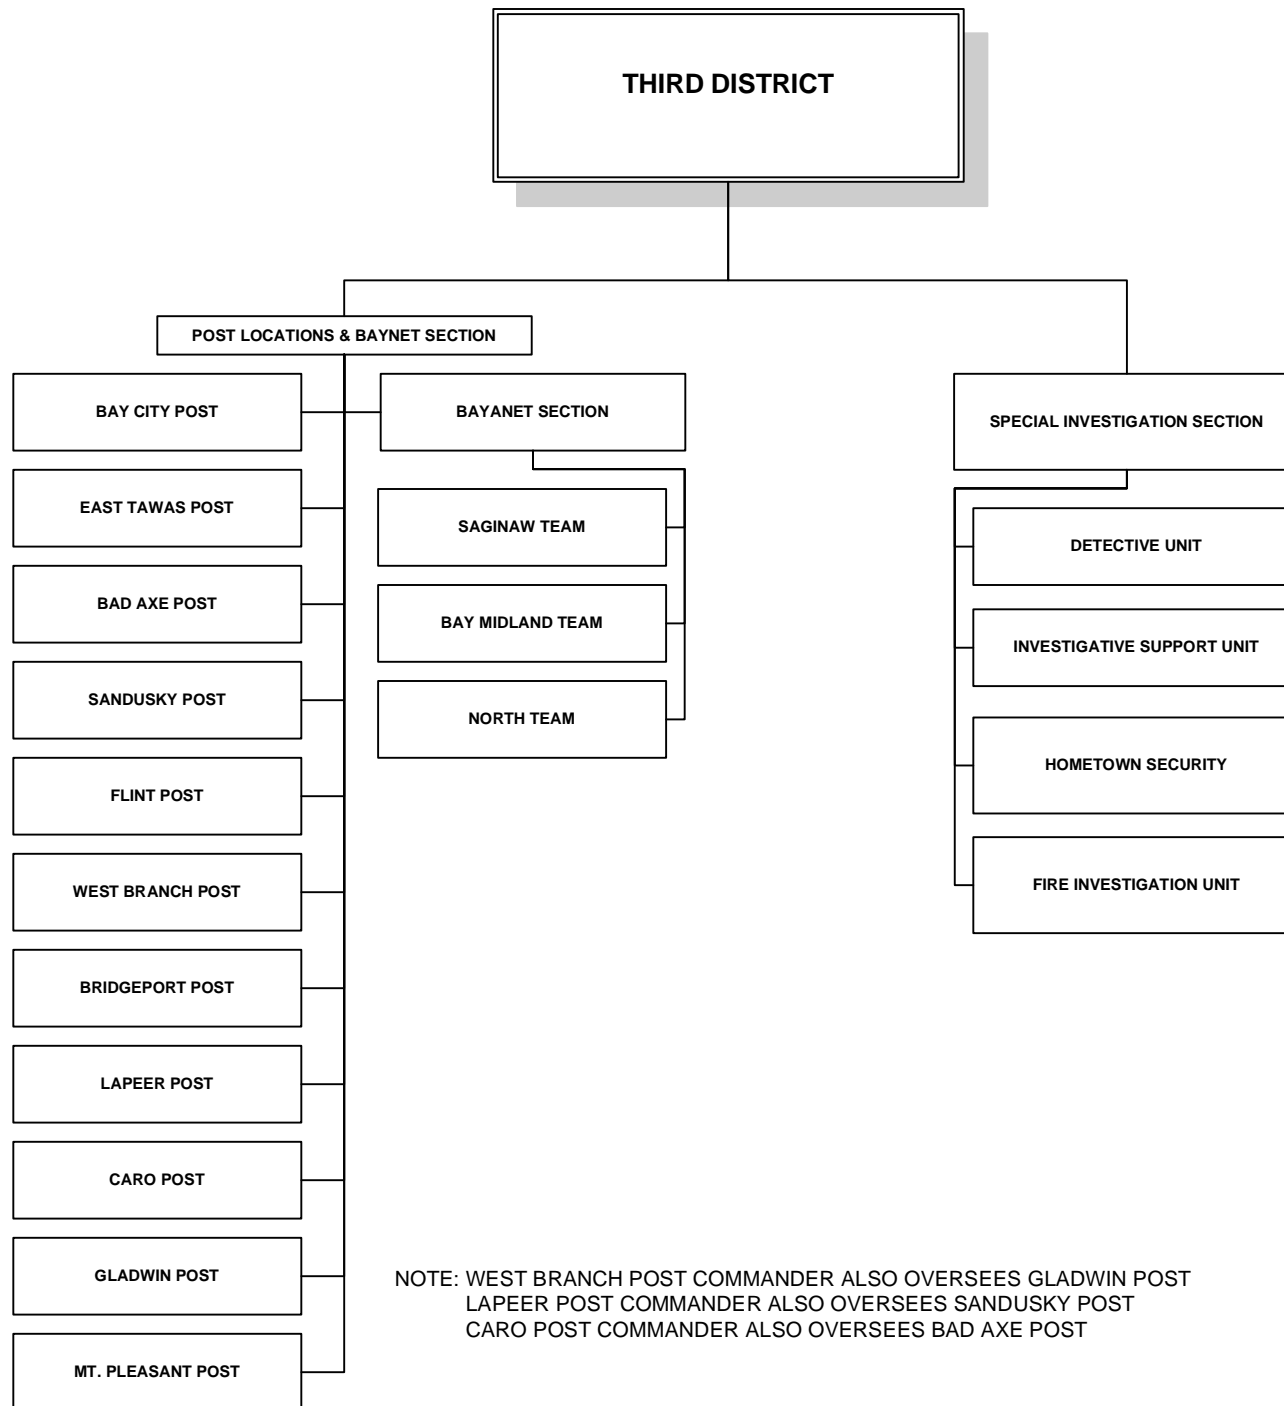 THIRD DISTRICT
POST LOCATIONS & BAYNET SECTION
BAY CITY POST
EAST TAWAS POST
BAD AXE POST
SANDUSKY POST
FLINT POST
WEST BRANCH POST
BRIDGEPORT POST
LAPEER POST
CARO POST
GLADWIN POST
MT. PLEASANT POST
BAYANET SECTION
SAGINAW TEAM
BAY MIDLAND TEAM
NORTH TEAM
SPECIAL INVESTIGATION SECTION
DETECTIVE UNIT
INVESTIGATIVE SUPPORT UNIT
HOMETOWN SECURITY
FIRE INVESTIGATION UNIT
NOTE: WEST BRANCH POST COMMANDER ALSO OVERSEES GLADWIN POST
LAPEER POST COMMANDER ALSO OVERSEES SANDUSKY POST
CARO POST COMMANDER ALSO OVERSEES BAD AXE POST